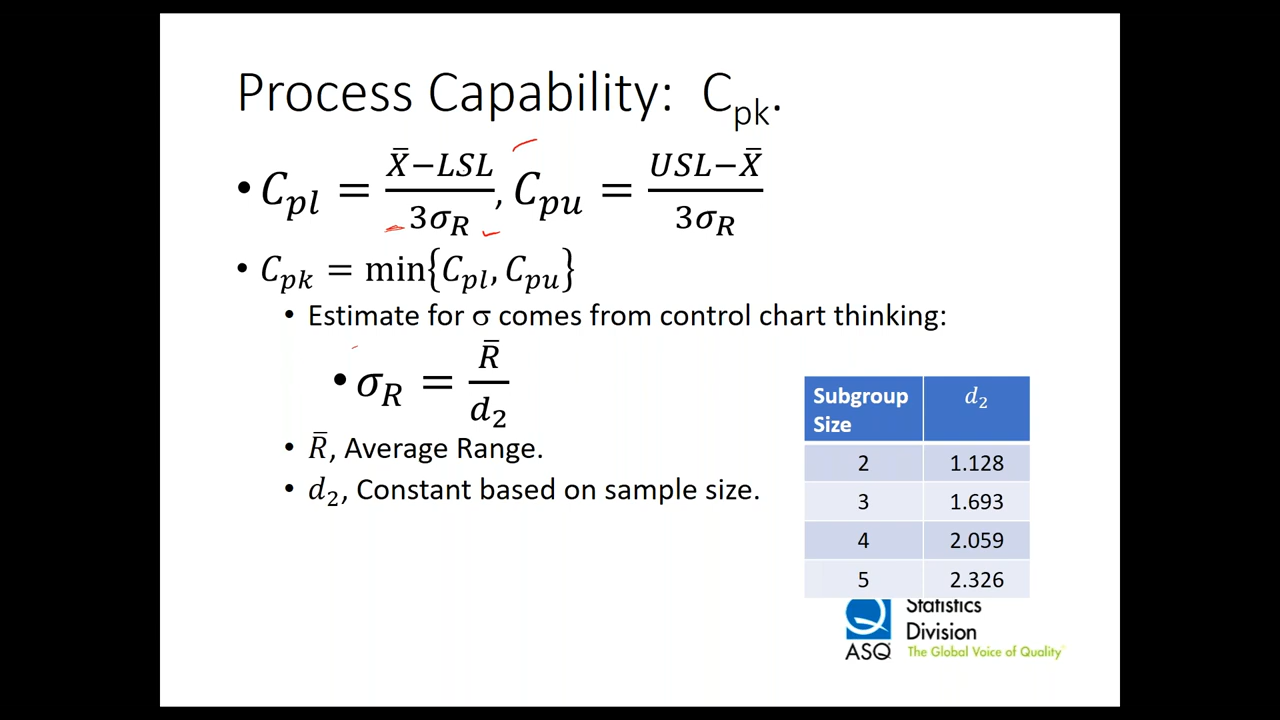 Process Capability: Cpk.
• Cpl = X̄−LSL / 3σR, Cpu = USL−X̄ / 3σR
• Cpk = min{Cpl, Cpu}
• Estimate for σ comes from control chart thinking:
• σR = R̄ / d2
• R̄, Average Range.
• d2, Constant based on sample size.
Subgroup Size d2
2 1.128
3 1.693
4 2.059
5 2.326
Statistics
Division
ASQ The Global Voice of Quality